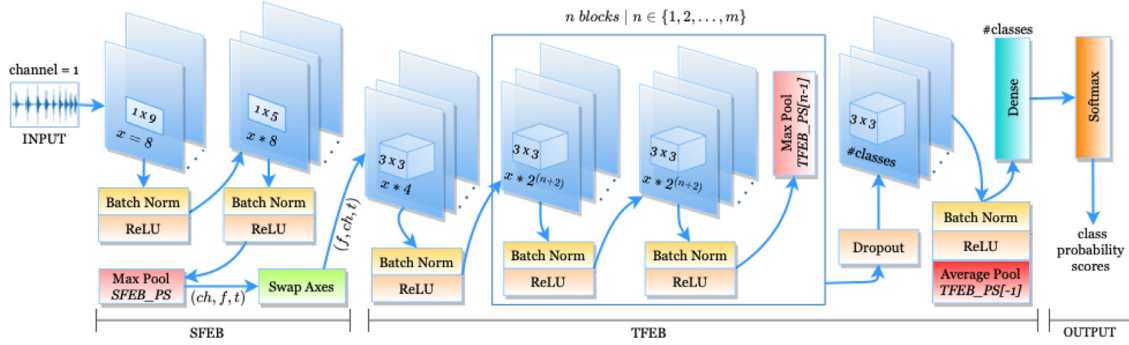 n blocks | n ∈ {1, 2, . . . , m}
channel = 1
INPUT
1 x 9
x = 8
Batch Norm
ReLU
1 x 5
x * 8
Batch Norm
ReLU
Max Pool
SFEB_PS
(ch, f, t)
Swap Axes
(f, ch, t)
SFEB
3 x 3
x * 4
Batch Norm
ReLU
3 x 3
x * 2^(n+2)
Batch Norm
ReLU
3 x 3
x * 2^(n+2)
Batch Norm
ReLU
Max Pool
TFEB_PS[n-1]
Dropout
3 x 3
#classes
Batch Norm
ReLU
Average Pool
TFEB_PS[-1]
TFEB
#classes
Dense
Softmax
class
probability
scores
OUTPUT